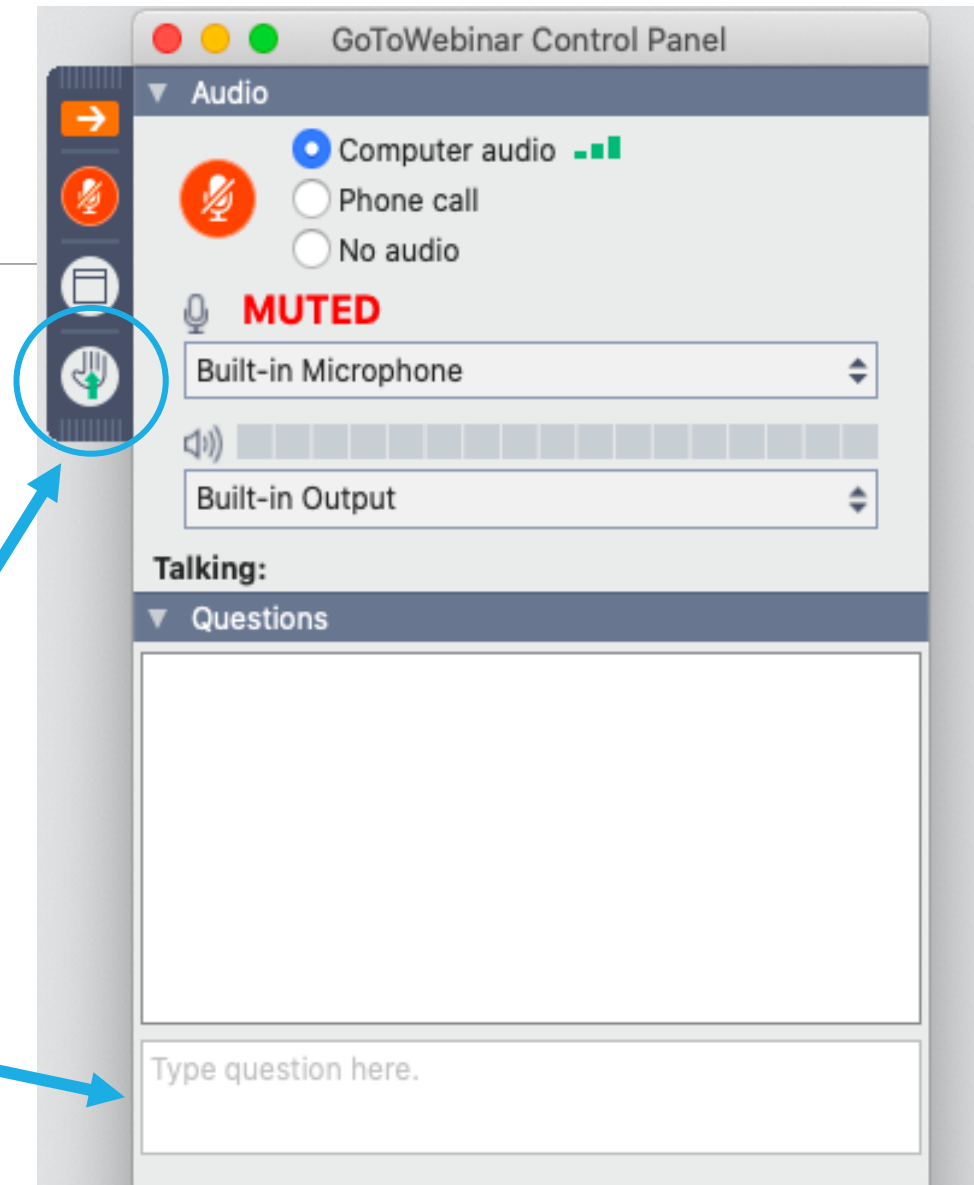 GoToWebinar Control Panel
Audio
Computer audio
Phone call
No audio
MUTED
Built-in Microphone
Built-in Output
Talking:
Questions
Type question here.